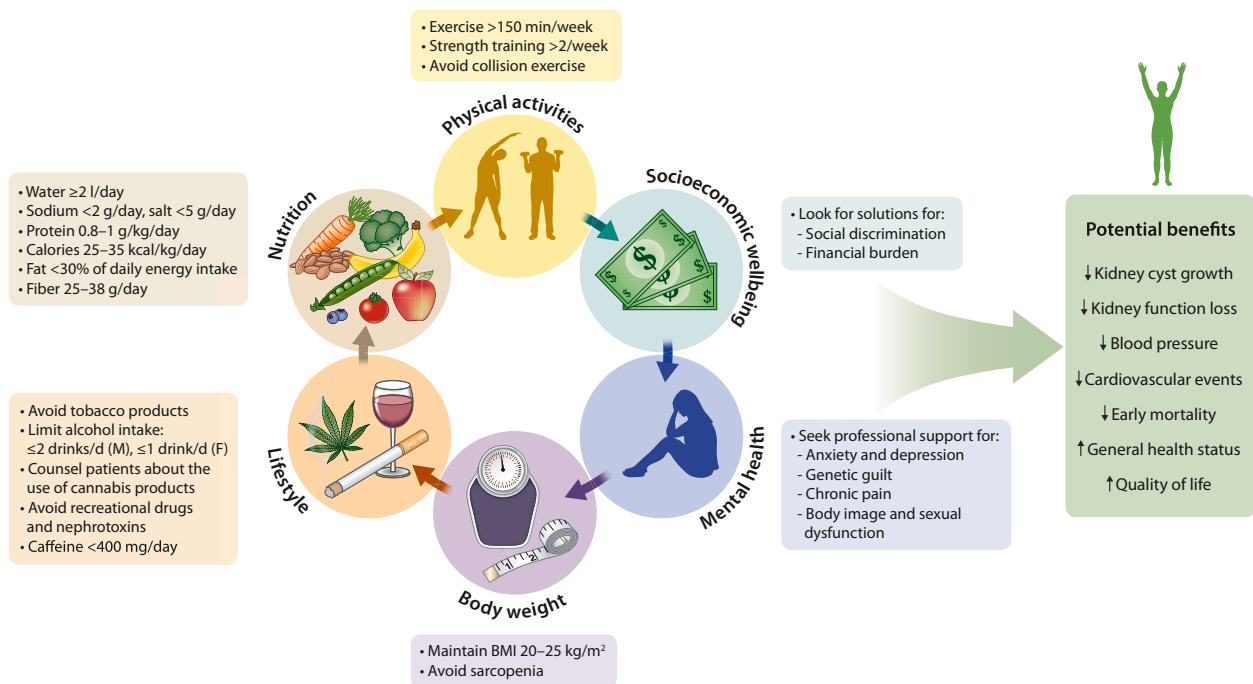 • Exercise >150 min/week
• Strength training >2/week
• Avoid collision exercise
Physical activities
• Water ≥2 l/day
• Sodium <2 g/day, salt <5 g/day
• Protein 0.8–1 g/kg/day
• Calories 25–35 kcal/kg/day
• Fat <30% of daily energy intake
• Fiber 25–38 g/day
Nutrition
Socioeconomic wellbeing
$ $ $ $ $ $ $
• Look for solutions for:
- Social discrimination
- Financial burden
• Avoid tobacco products
• Limit alcohol intake:
≤2 drinks/d (M), ≤1 drink/d (F)
• Counsel patients about the
use of cannabis products
• Avoid recreational drugs
and nephrotoxins
• Caffeine <400 mg/day
Lifestyle
Mental health
• Seek professional support for:
- Anxiety and depression
- Genetic guilt
- Chronic pain
- Body image and sexual
dysfunction
1 2
Body weight
• Maintain BMI 20–25 kg/m²
• Avoid sarcopenia
Potential benefits
↓ Kidney cyst growth
↓ Kidney function loss
↓ Blood pressure
↓ Cardiovascular events
↓ Early mortality
↑ General health status
↑ Quality of life